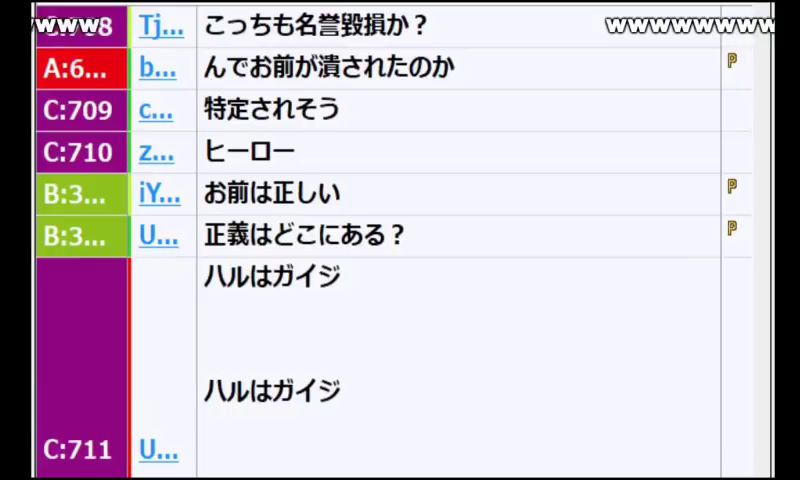 www
C:708 Tj... こっちも名誉毀損か？
wwwwwwwww
A:6... b... んでお前が潰されたのか P
C:709 c... 特定されそう
C:710 z... ヒーロー
B:3... iY... お前は正しい P
B:3... U... 正義はどこにある？ P
ハルはガイジ
ハルはガイジ
C:711 U...